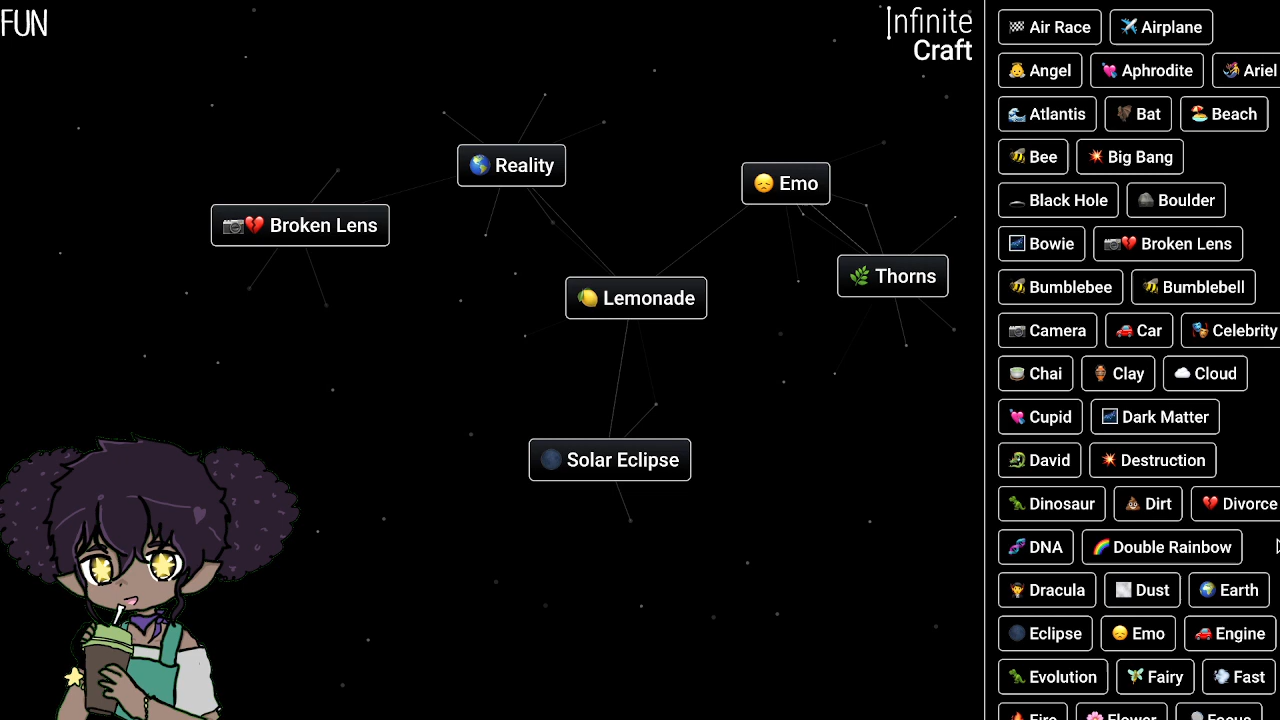 FUN
Infinite
Craft
Reality
Emo
Broken Lens
Thorns
Lemonade
Solar Eclipse
Air Race Airplane
Angel Aphrodite Ariel
Atlantis Bat Beach
Bee Big Bang
Black Hole Boulder
Bowie Broken Lens
Bumblebee Bumblebell
Camera Car Celebrity
Chai Clay Cloud
Cupid Dark Matter
David Destruction
Dinosaur Dirt Divorce
DNA Double Rainbow
Dracula Dust Earth
Eclipse Emo Engine
Evolution Fairy Fast
Fire Flower Focus